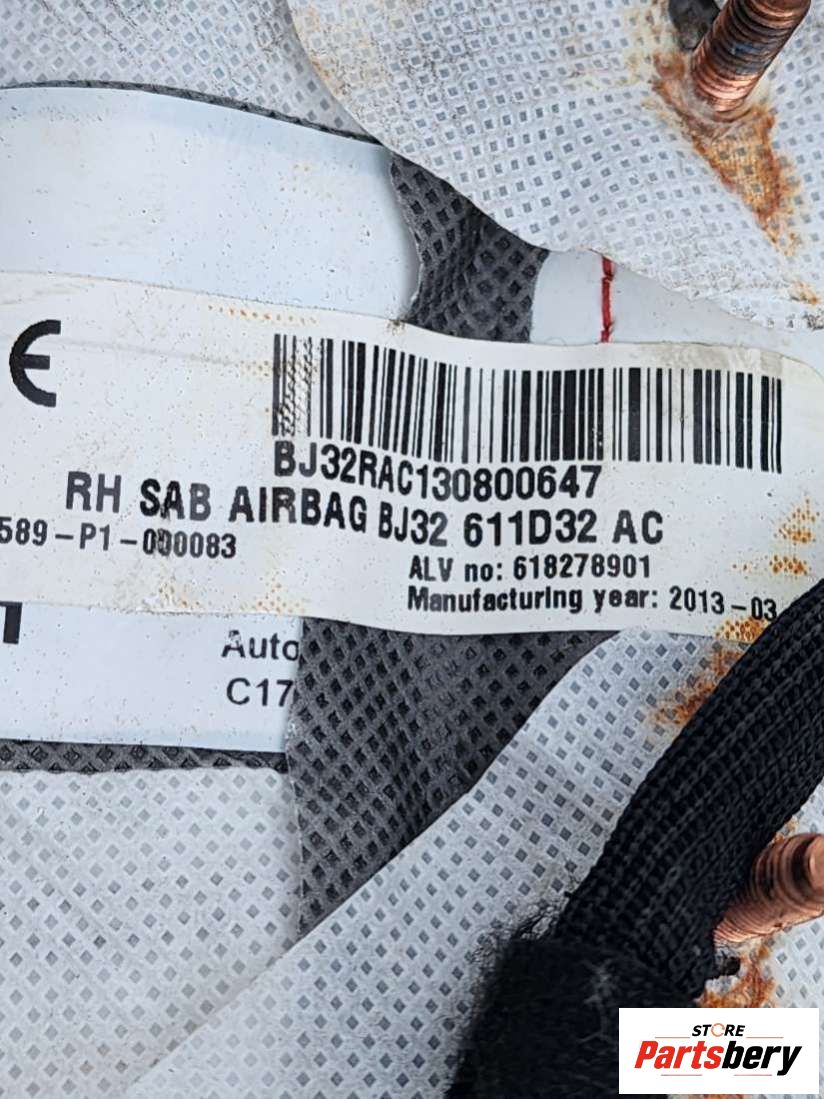 CE
BJ32RAC130800647
RH SAB AIRBAG BJ32 611D32 AC
589-P1-000083
ALV no: 618278901
Manufacturing year: 2013-03
Auto
C17
STORE
Partsbery